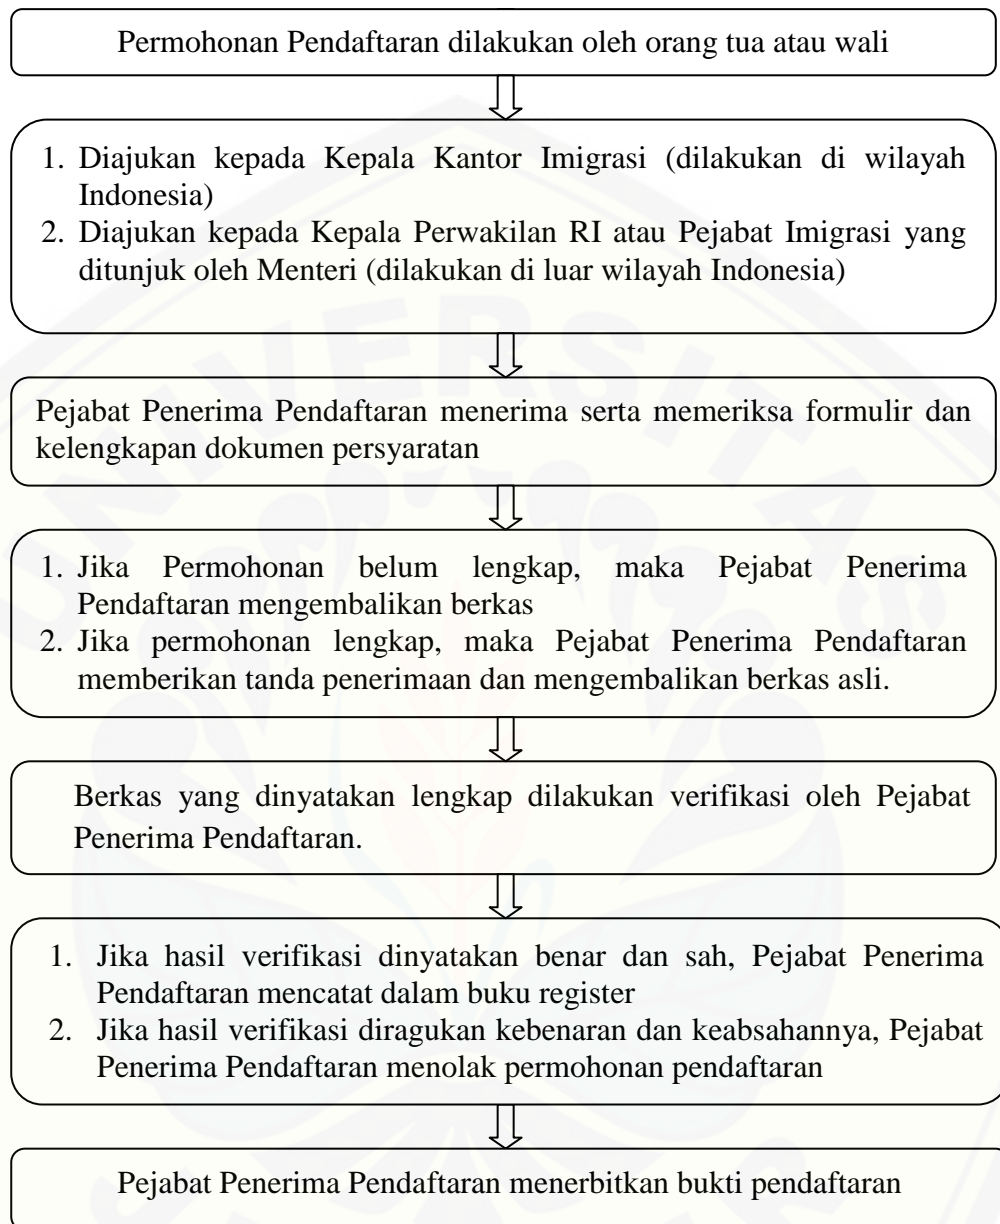 Permohonan Pendaftaran dilakukan oleh orang tua atau wali
1. Diajukan kepada Kepala Kantor Imigrasi (dilakukan di wilayah
Indonesia)
2. Diajukan kepada Kepala Perwakilan RI atau Pejabat Imigrasi yang
ditunjuk oleh Menteri (dilakukan di luar wilayah Indonesia)
Pejabat Penerima Pendaftaran menerima serta memeriksa formulir dan
kelengkapan dokumen persyaratan
1. Jika Permohonan belum lengkap, maka Pejabat Penerima
Pendaftaran mengembalikan berkas
2. Jika permohonan lengkap, maka Pejabat Penerima Pendaftaran
memberikan tanda penerimaan dan mengembalikan berkas asli.
Berkas yang dinyatakan lengkap dilakukan verifikasi oleh Pejabat
Penerima Pendaftaran.
1. Jika hasil verifikasi dinyatakan benar dan sah, Pejabat Penerima
Pendaftaran mencatat dalam buku register
2. Jika hasil verifikasi diragukan kebenaran dan keabsahannya, Pejabat
Penerima Pendaftaran menolak permohonan pendaftaran
Pejabat Penerima Pendaftaran menerbitkan bukti pendaftaran
UNIVERSITAS